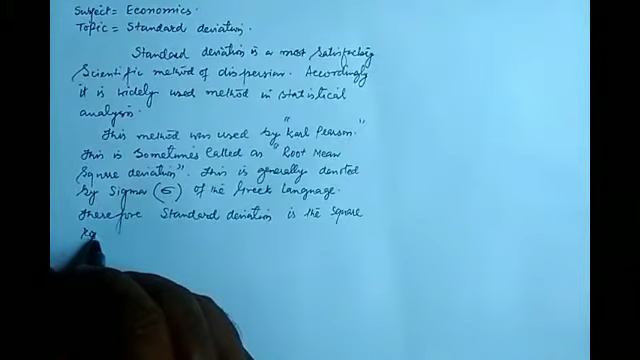 Subject = Economics.
Topic = Standard deviation.
Standard deviation is a most satisfactory
Scientific method of dispersion. Accordingly
it is widely used method in statistical
analysis.
This method was used by "Karl Pearson."
This is Sometimes Called as "Root Mean
Square deviation". This is generally denoted
by Sigma (σ) of the Greek language.
Therefore Standard deviation is the Square